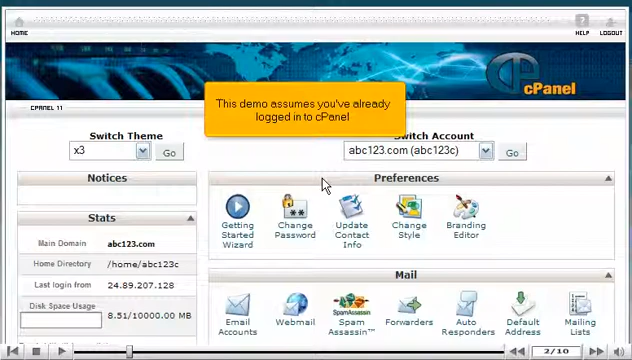 HOME
HELP
LOGOUT
cPanel
CPANEL 11
This demo assumes you've already
logged in to cPanel
Switch Theme
Switch Account
x3
Go
abc123.com (abc123c)
Go
Notices
Preferences
Getting
Started
Wizard
Change
Password
Update
Contact
Info
Change
Style
Branding
Editor
Stats
Main Domain
abc123.com
Home Directory
/home/abc123c
Last login from
24.89.207.128
Disk Space Usage
8.51/10000.00 MB
Mail
Email
Accounts
Webmail
SpamAssassin
Spam
Assassin™
Forwarders
Auto
Responders
Default
Address
Mailing
Lists
2/10